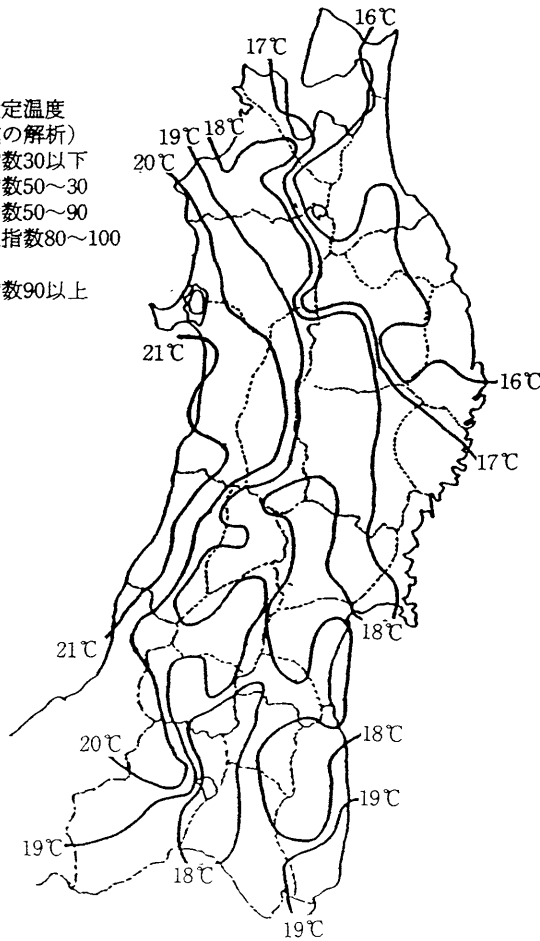 16℃
17℃
定温度
の解析）
数30以下
数50～30
数50～90
指数80～100
数90以上
19℃
18℃
20℃
21℃
16℃
17℃
18℃
21℃
20℃
18℃
19℃
19℃
18℃
19℃